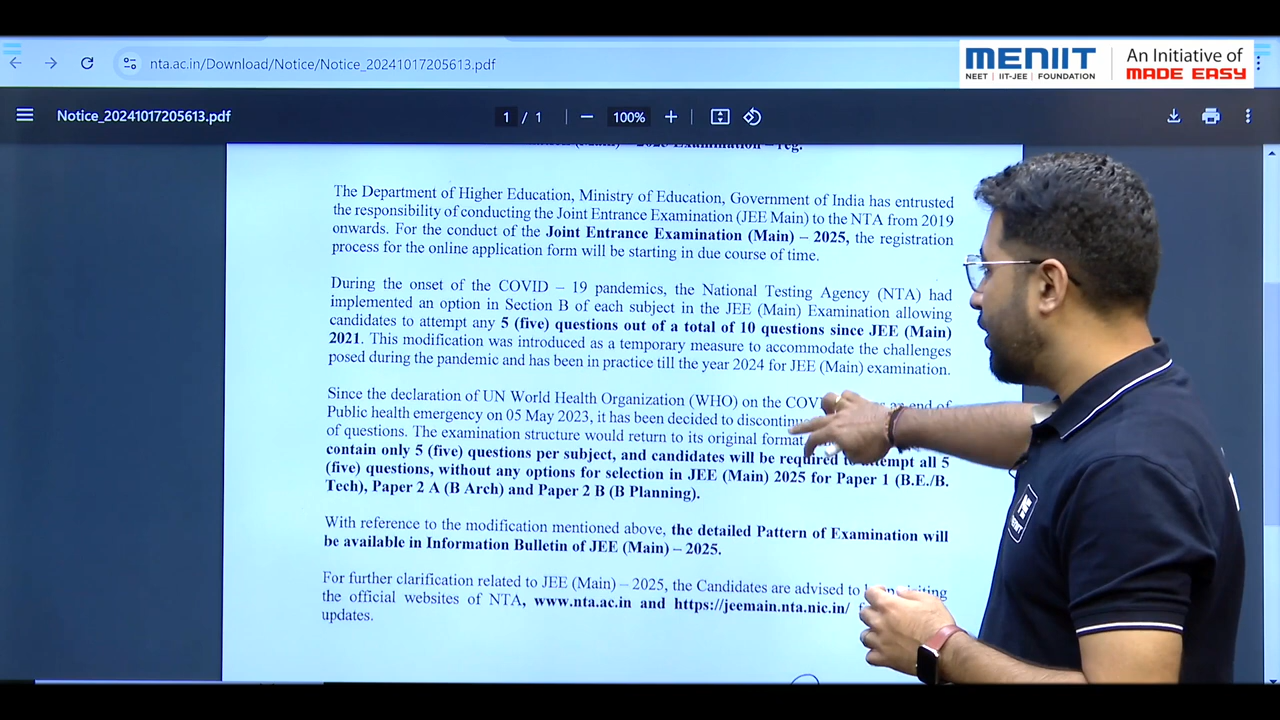 nta.ac.in/Download/Notice/Notice_20241017205613.pdf
MENIIT
NEET | IIT-JEE | FOUNDATION
An Initiative of
MADE EASY
Notice_20241017205613.pdf
1 / 1
100%
(Main) – 2025 Examination – reg.
The Department of Higher Education, Ministry of Education, Government of India has entrusted
the responsibility of conducting the Joint Entrance Examination (JEE Main) to the NTA from 2019
onwards. For the conduct of the Joint Entrance Examination (Main) – 2025, the registration
process for the online application form will be starting in due course of time.
During the onset of the COVID – 19 pandemics, the National Testing Agency (NTA) had
implemented an option in Section B of each subject in the JEE (Main) Examination allowing
candidates to attempt any 5 (five) questions out of a total of 10 questions since JEE (Main)
2021. This modification was introduced as a temporary measure to accommodate the challenges
posed during the pandemic and has been in practice till the year 2024 for JEE (Main) examination.
Since the declaration of UN World Health Organization (WHO) on the an end of
Public health emergency on 05 May 2023, it has been decided to
of questions. The examination structure would return to its original format
contain only 5 (five) questions per subject, and candidates will be required to attempt all 5
(five) questions, without any options for selection in JEE (Main) 2025 for Paper 1 (B.E./B.
Tech), Paper 2 A (B Arch) and Paper 2 B (B Planning).
With reference to the modification mentioned above, the detailed Pattern of Examination will
be available in Information Bulletin of JEE (Main) – 2025.
For further clarification related to JEE (Main) – 2025, the Candidates are advised to
the official websites of NTA, www.nta.ac.in and https://jeemain.nta.nic.in/
updates.